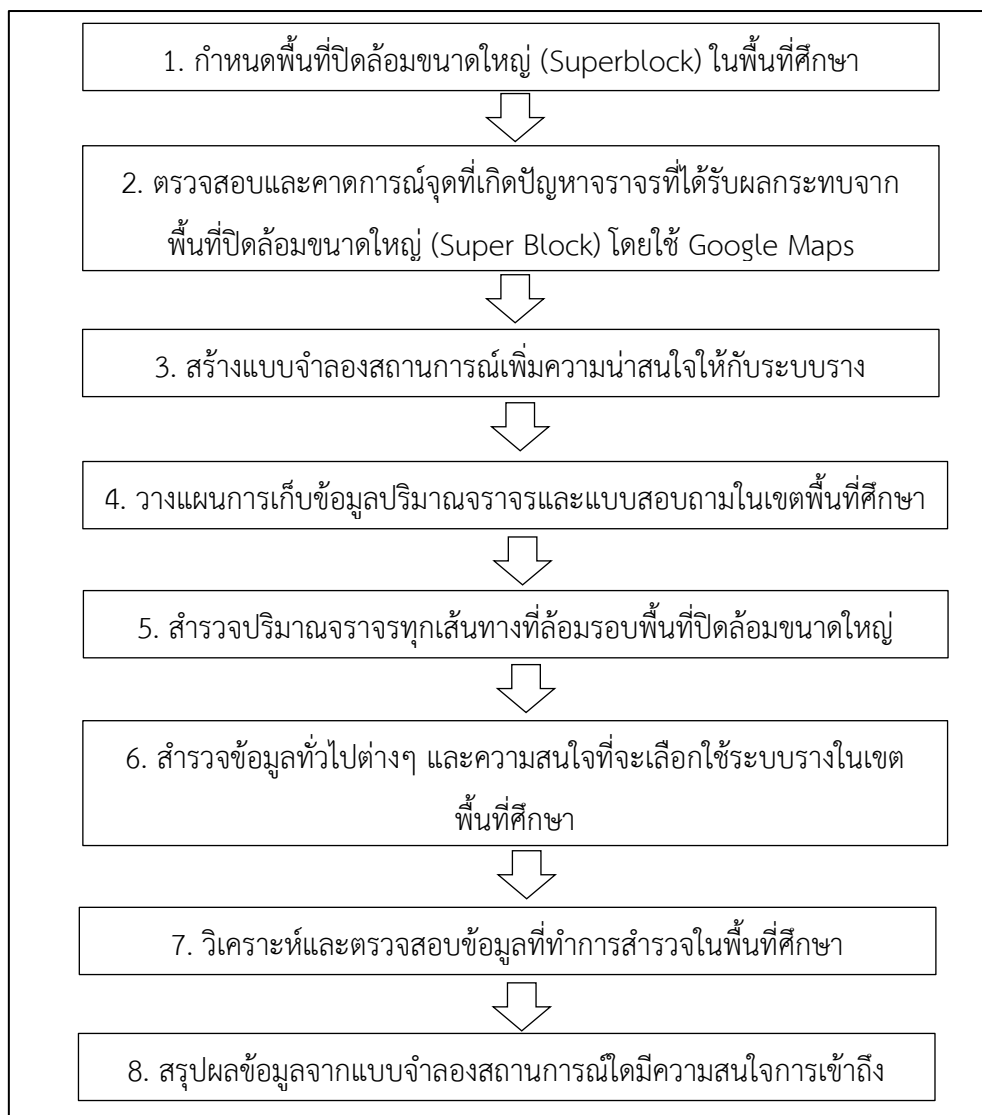 1. กำหนดพื้นที่ปิดล้อมขนาดใหญ่ (Superblock) ในพื้นที่ศึกษา
2. ตรวจสอบและคาดการณ์จุดที่เกิดปัญหาจราจรที่ได้รับผลกระทบจาก
พื้นที่ปิดล้อมขนาดใหญ่ (Super Block) โดยใช้ Google Maps
3. สร้างแบบจำลองสถานการณ์เพิ่มความน่าสนใจให้กับระบบราง
4. วางแผนการเก็บข้อมูลปริมาณจราจรและแบบสอบถามในเขตพื้นที่ศึกษา
5. สำรวจปริมาณจราจรทุกเส้นทางที่ล้อมรอบพื้นที่ปิดล้อมขนาดใหญ่
6. สำรวจข้อมูลทั่วไปต่างๆ และความสนใจที่จะเลือกใช้ระบบรางในเขต
พื้นที่ศึกษา
7. วิเคราะห์และตรวจสอบข้อมูลที่ทำการสำรวจในพื้นที่ศึกษา
8. สรุปผลข้อมูลจากแบบจำลองสถานการณ์ใดมีความสนใจการเข้าถึง